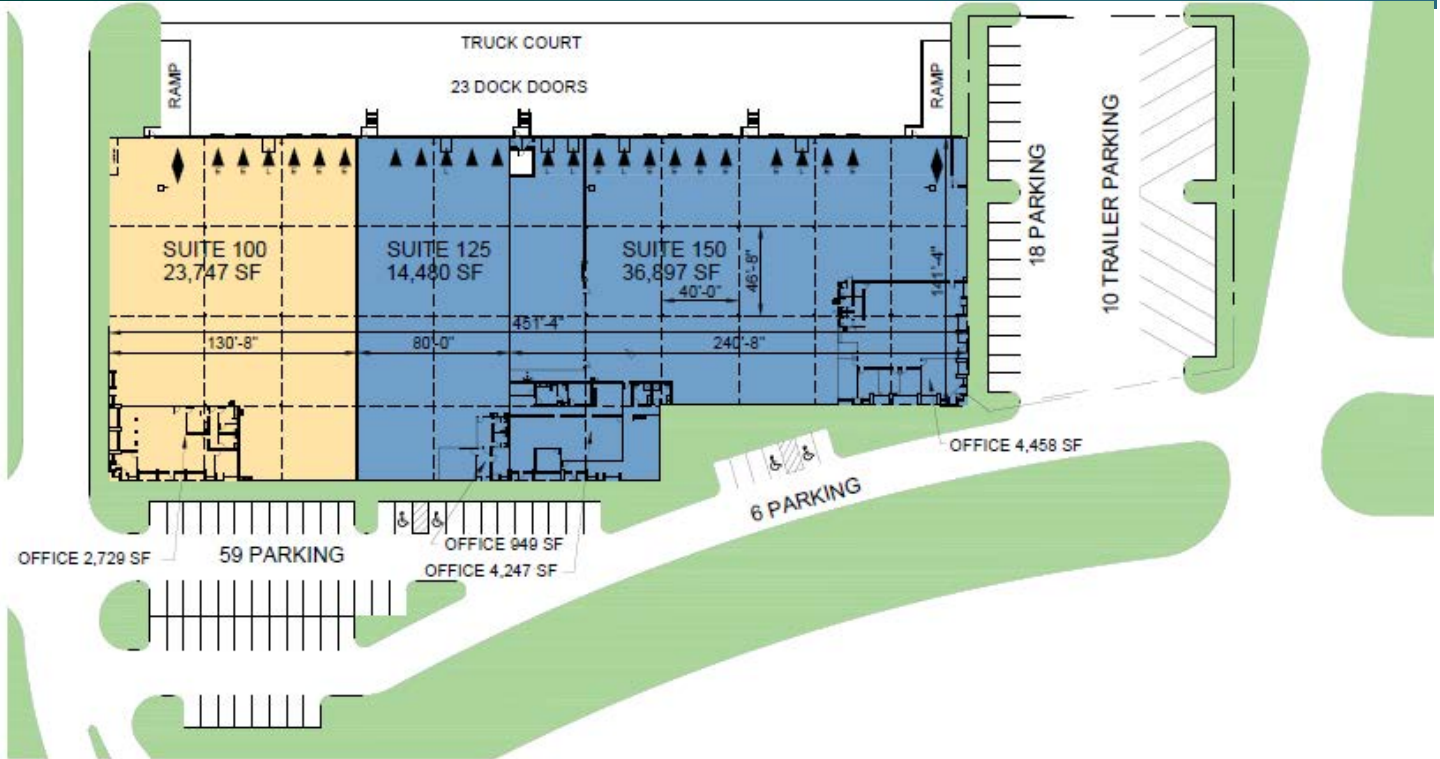 TRUCK COURT
23 DOCK DOORS
RAMP
RAMP
18 PARKING
10 TRAILER PARKING
SUITE 100
23,747 SF
SUITE 125
14,480 SF
SUITE 150
36,897 SF
46'-8"
141'-4"
40'-0"
451'-4"
130'-8"
80'-0"
240'-8"
OFFICE 4,458 SF
6 PARKING
OFFICE 2,729 SF
59 PARKING
OFFICE 949 SF
OFFICE 4,247 SF